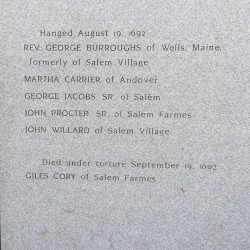 Hanged August 19, 1692
REV. GEORGE BURROUGHS of Wells, Maine,
formerly of Salem Village
MARTHA CARRIER of Andover
GEORGE JACOBS, SR. of Salem
JOHN PROCTER, SR. of Salem Farmes
JOHN WILLARD of Salem Village
Died under torture September 19, 1692
GILES CORY of Salem Farmes